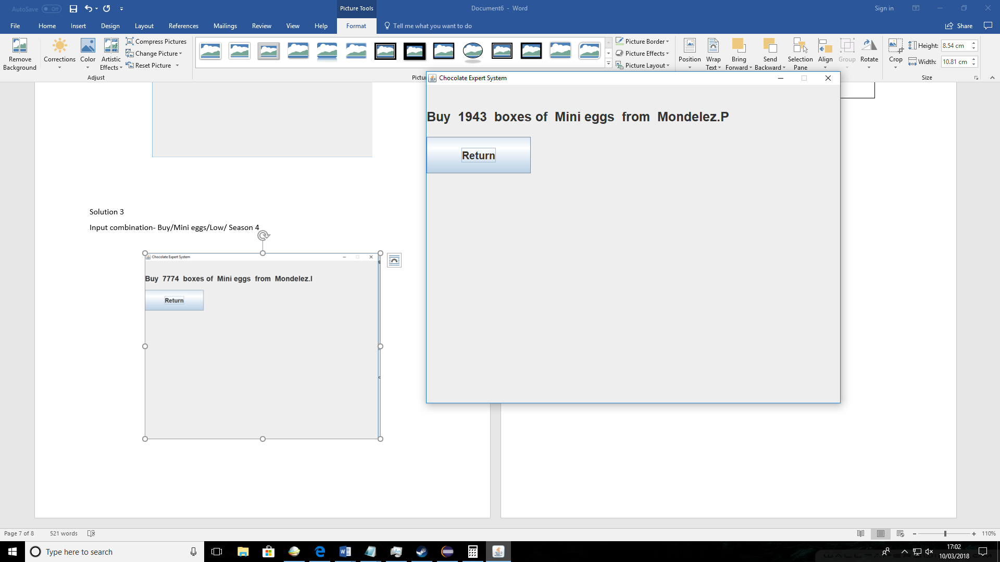 AutoSave Off
Picture Tools
Document6 - Word
Sign in
File Home Insert Design Layout References Mailings Review View Help Format Tell me what you want to do Share
Remove Background
Corrections
Color
Artistic Effects
Compress Pictures
Change Picture
Reset Picture
Adjust
Picture Border
Picture Effects
Picture Layout
Position
Wrap Text
Bring Forward
Send Backward
Selection Pane
Align
Group
Rotate
Crop
Height: 8.54 cm
Width: 10.81 cm
Size
Chocolate Expert System
Buy 1943 boxes of Mini eggs from Mondelez.P
Return
Solution 3
Input combination- Buy/Mini eggs/Low/ Season 4
Chocolate Expert System
Buy 7774 boxes of Mini eggs from Mondelez.I
Return
Page 7 of 8 521 words
110%
Type here to search
17:02
10/03/2018